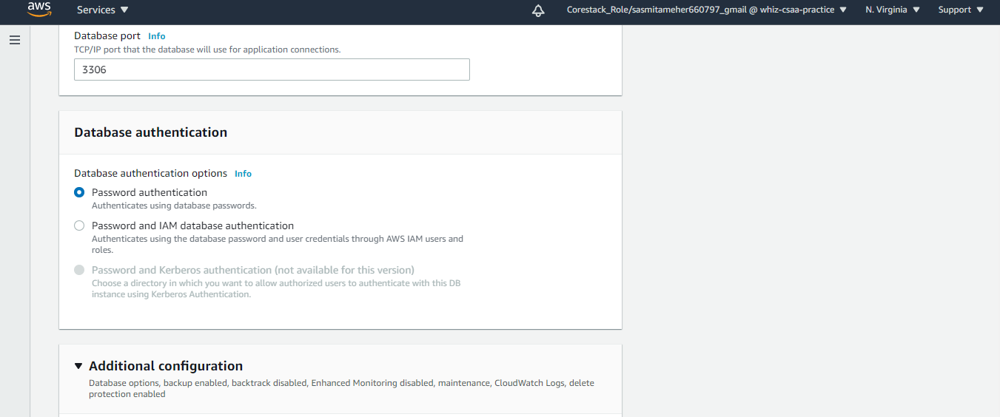 aws Services Corestack_Role/sasmitameher660797_gmail @ whiz-csaa-practice N. Virginia Support
Database port Info
TCP/IP port that the database will use for application connections.
3306
Database authentication
Database authentication options Info
Password authentication
Authenticates using database passwords.
Password and IAM database authentication
Authenticates using the database password and user credentials through AWS IAM users and
roles.
Password and Kerberos authentication (not available for this version)
Choose a directory in which you want to allow authorized users to authenticate with this DB
instance using Kerberos Authentication.
Additional configuration
Database options, backup enabled, backtrack disabled, Enhanced Monitoring disabled, maintenance, CloudWatch Logs, delete
protection enabled